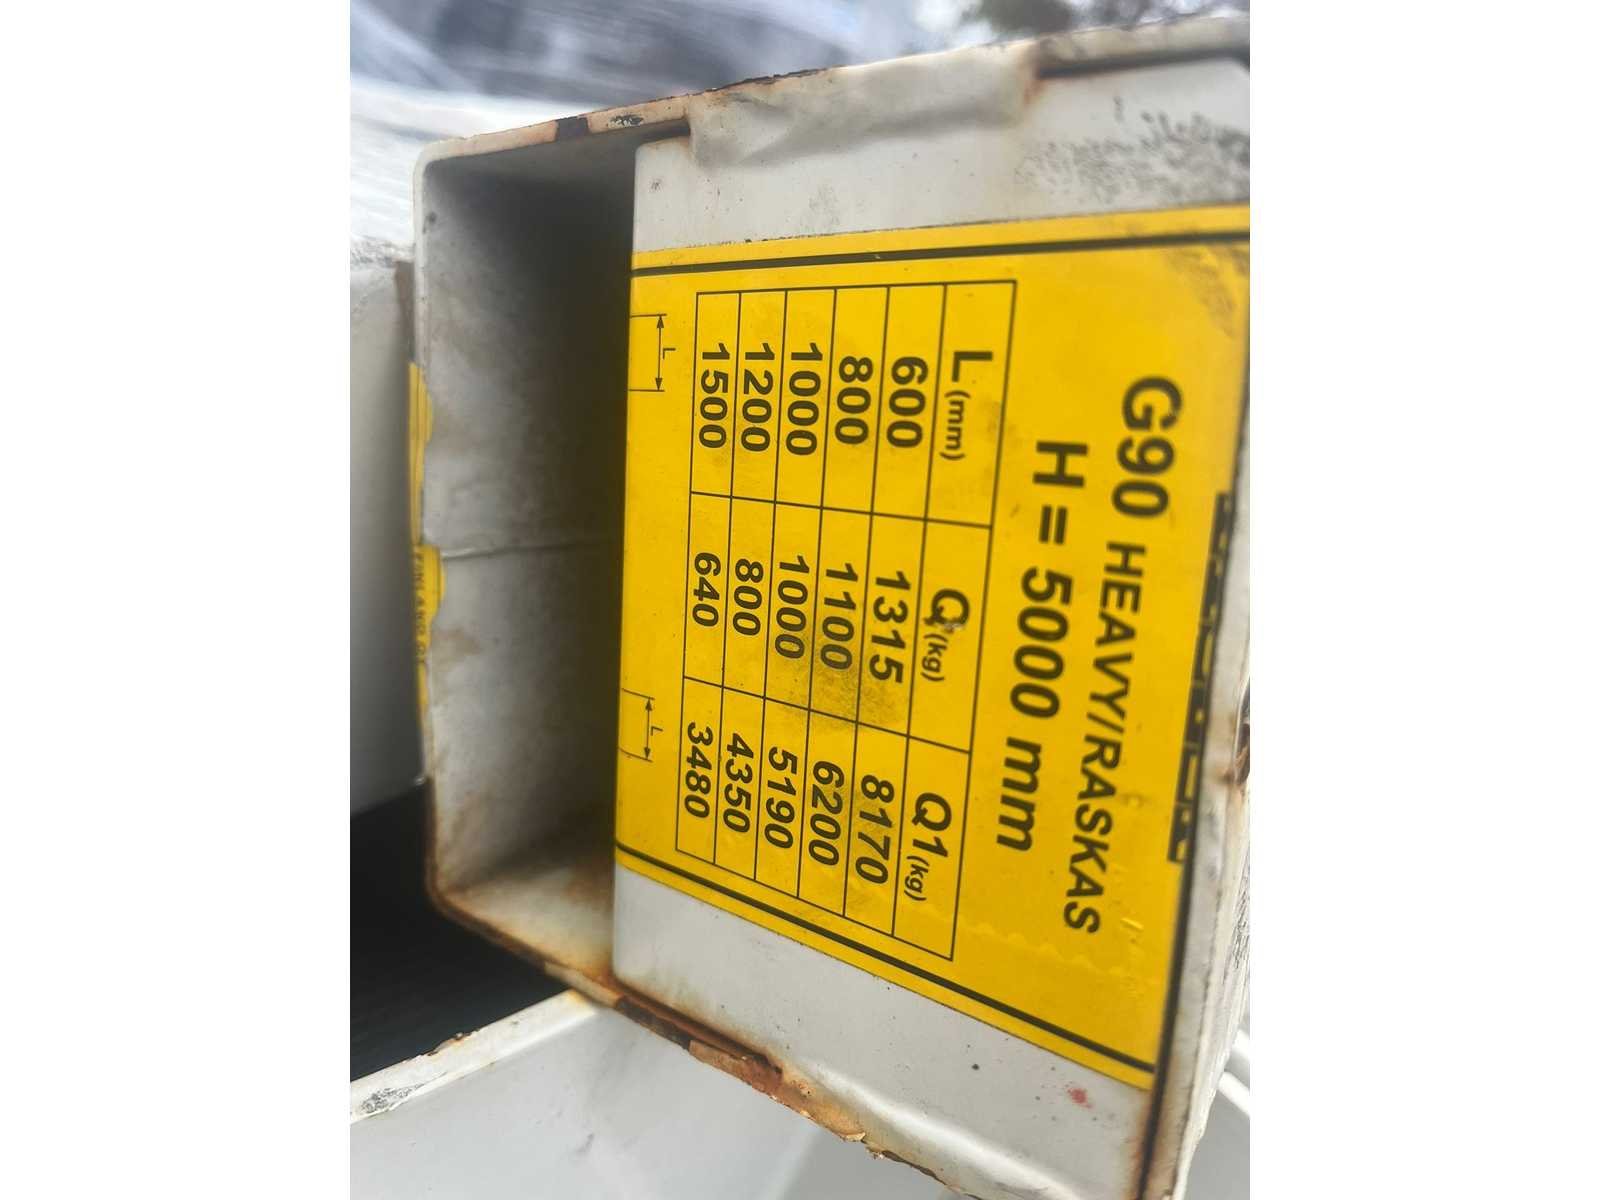 G90 HEAVY/RASKAS
H = 5000 mm
L (mm) Q (kg) Q1 (kg)
600 1315 8170
800 1100 6200
1000 1000 5190
1200 800 4350
1500 640 3480
L L